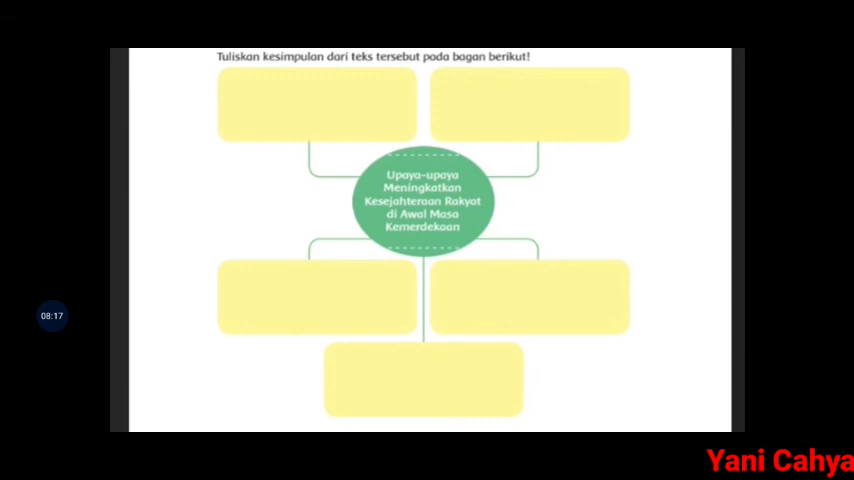 Tuliskan kesimpulan dari teks tersebut pada bagan berikut!
Upaya-upaya
Meningkatkan
Kesejahteraan Rakyat
di Awal Masa
Kemerdekaan
08:17
Yani Cahya